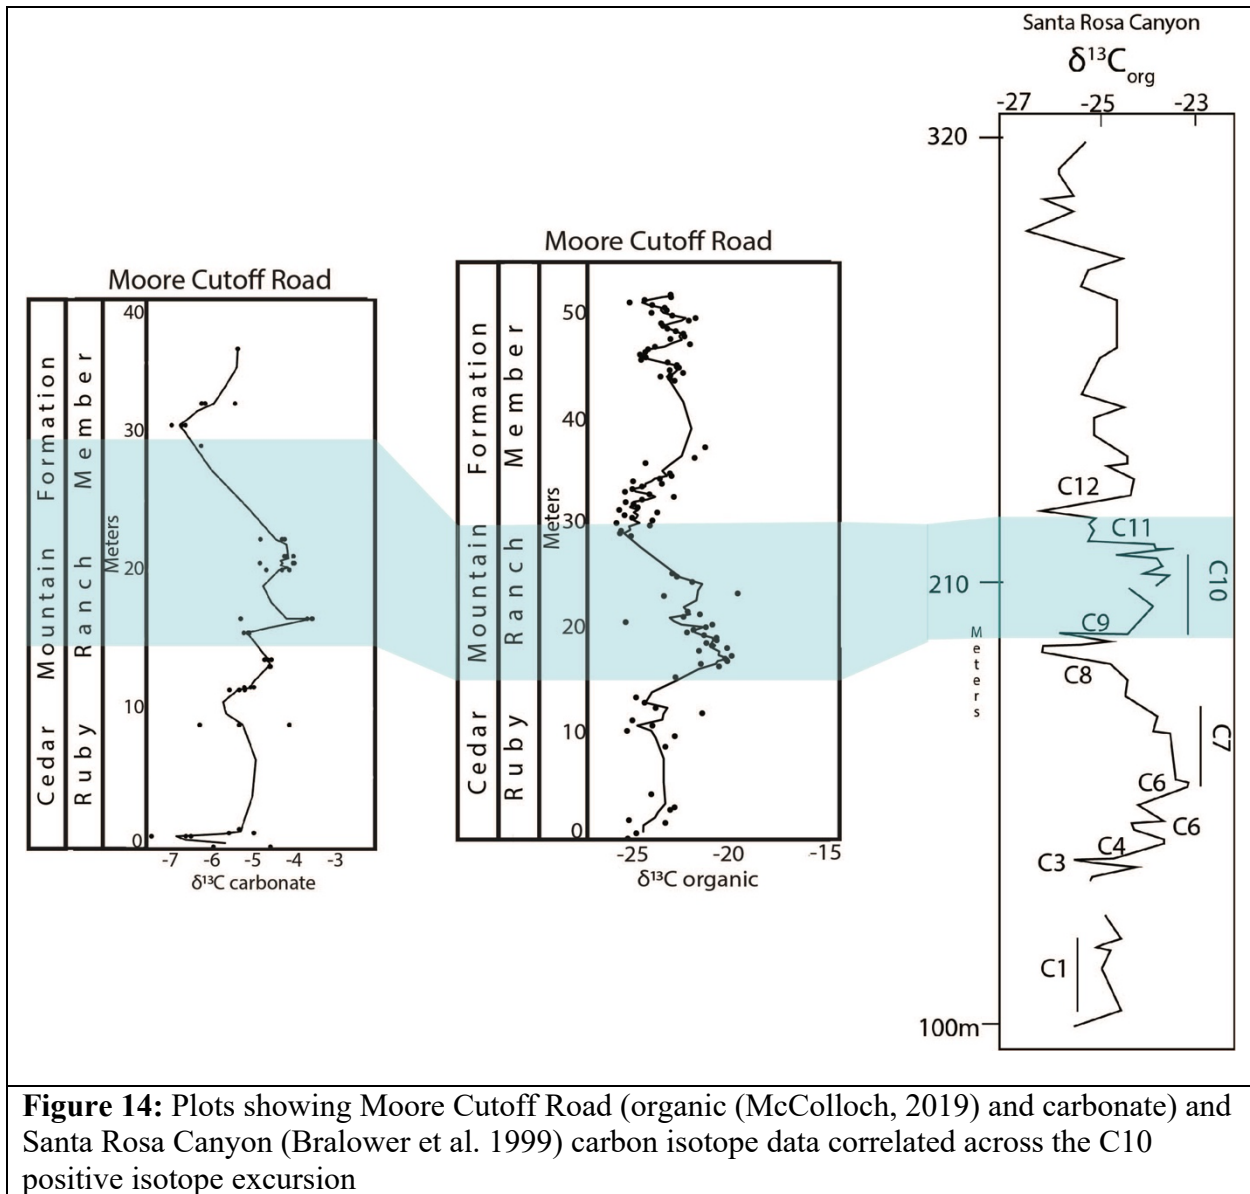 Santa Rosa Canyon
δ¹³C org
-27 -25 -23
320
210
Meters
100m
C12
C11
C10
C9
C8
C7
C6
C6
C4
C3
C1
Moore Cutoff Road
Cedar Mountain Formation
Ruby Ranch Member
Meters
50
40
30
20
10
0
-25 -20 -15
δ¹³C organic
Moore Cutoff Road
Cedar Mountain Formation
Ruby Ranch Member
Meters
40
30
20
10
0
-7 -6 -5 -4 -3
δ¹³C carbonate
Figure 14: Plots showing Moore Cutoff Road (organic (McColloch, 2019) and carbonate) and
Santa Rosa Canyon (Bralower et al. 1999) carbon isotope data correlated across the C10
positive isotope excursion